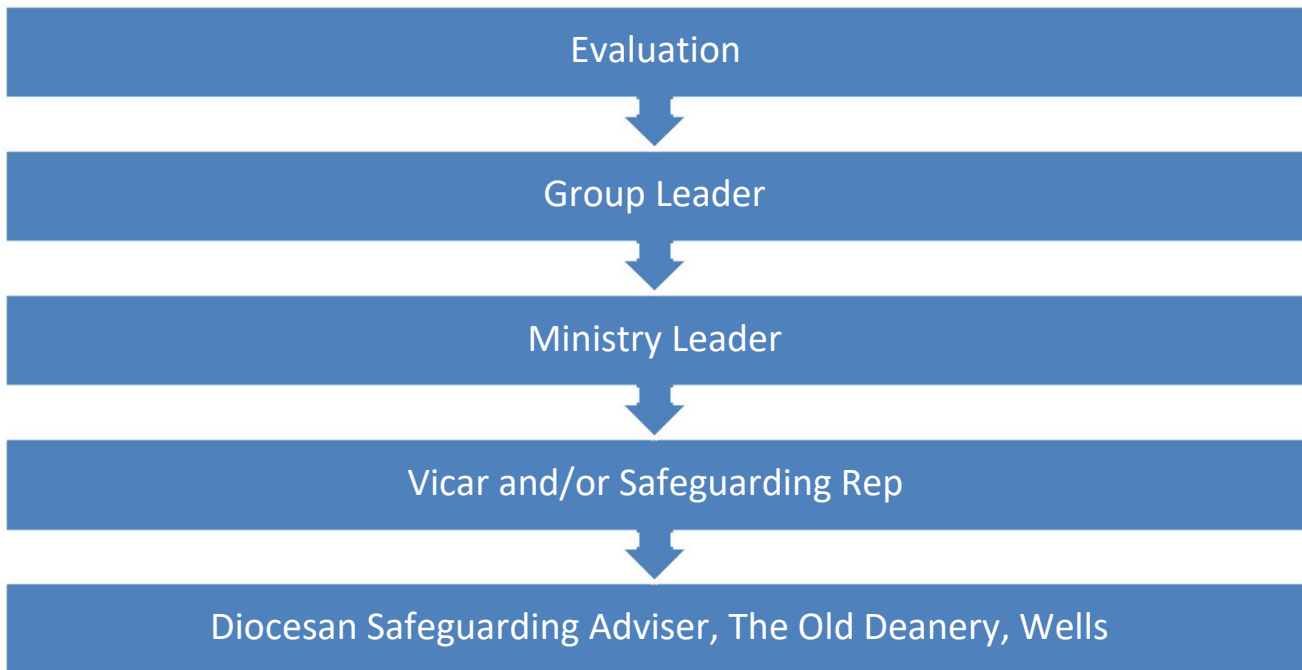 Evaluation
Group Leader
Ministry Leader
Vicar and/or Safeguarding Rep
Diocesan Safeguarding Adviser, The Old Deanery, Wells